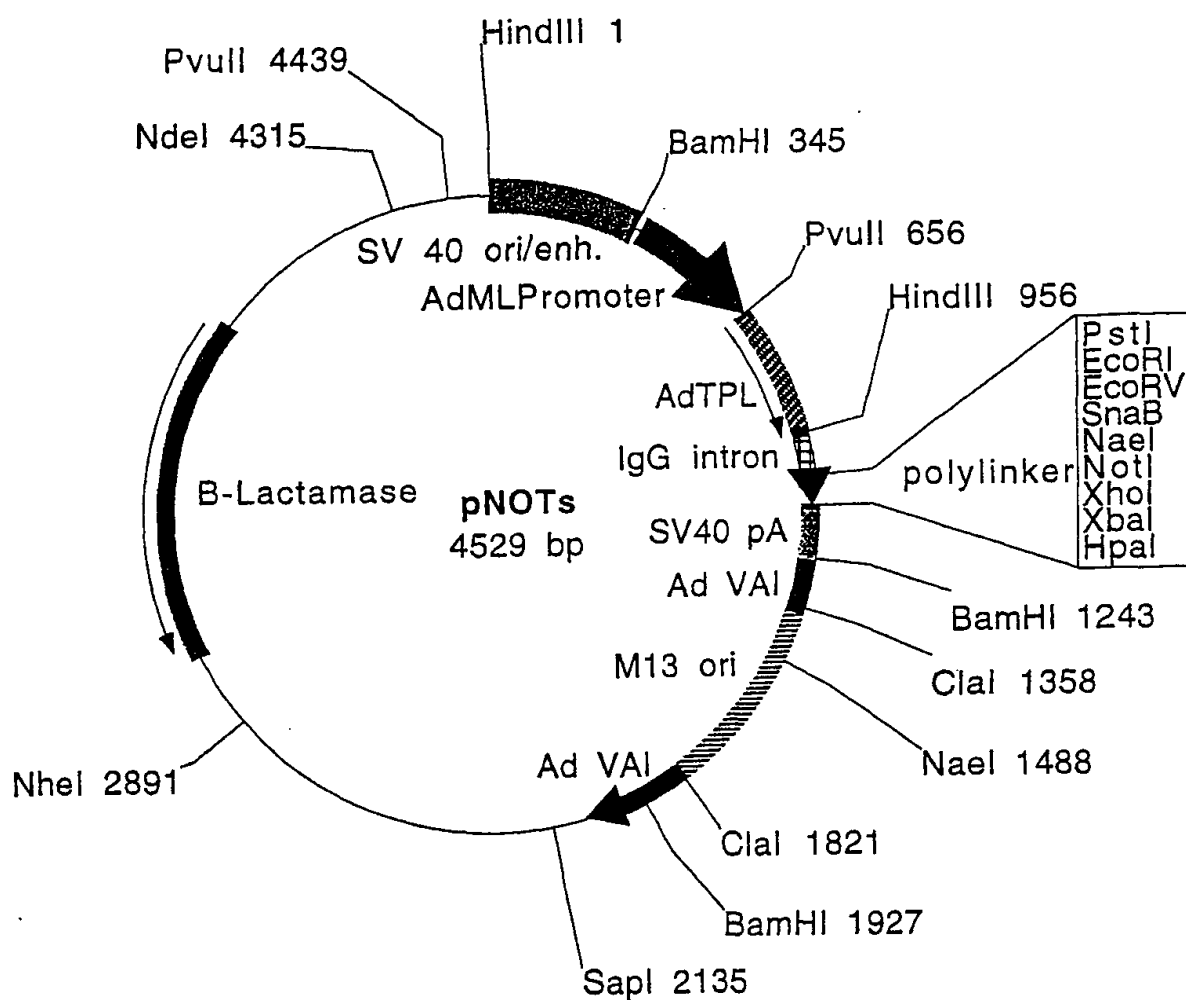 HindIII 1
PvuII 4439
NdeI 4315
BamHI 345
SV 40 ori/enh.
PvuII 656
AdMLPromoter
HindIII 956
PstI
EcoRI
EcoRV
SnaB
NaeI
NotI
XhoI
XbaI
HpaI
polylinker
AdTPL
IgG intron
B-Lactamase
pNOTs
4529 bp
SV40 pA
Ad VAI
BamHI 1243
M13 ori
ClaI 1358
NaeI 1488
Ad VAI
NheI 2891
ClaI 1821
BamHI 1927
SapI 2135